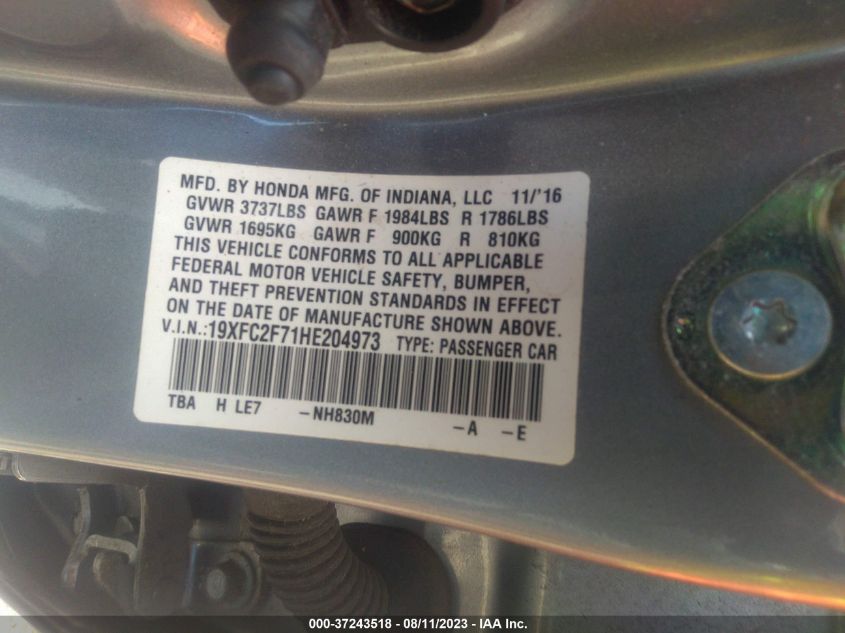 MFD. BY HONDA MFG. OF INDIANA, LLC 11/'16
GVWR 3737LBS GAWR F 1984LBS R 1786LBS
GVWR 1695KG GAWR F 900KG R 810KG
THIS VEHICLE CONFORMS TO ALL APPLICABLE
FEDERAL MOTOR VEHICLE SAFETY, BUMPER,
AND THEFT PREVENTION STANDARDS IN EFFECT
ON THE DATE OF MANUFACTURE SHOWN ABOVE.
V.I.N.:19XFC2F71HE204973 TYPE: PASSENGER CAR
TBA H LE7 -NH830M -A -E
000-37243518 - 08/11/2023 - IAA Inc.